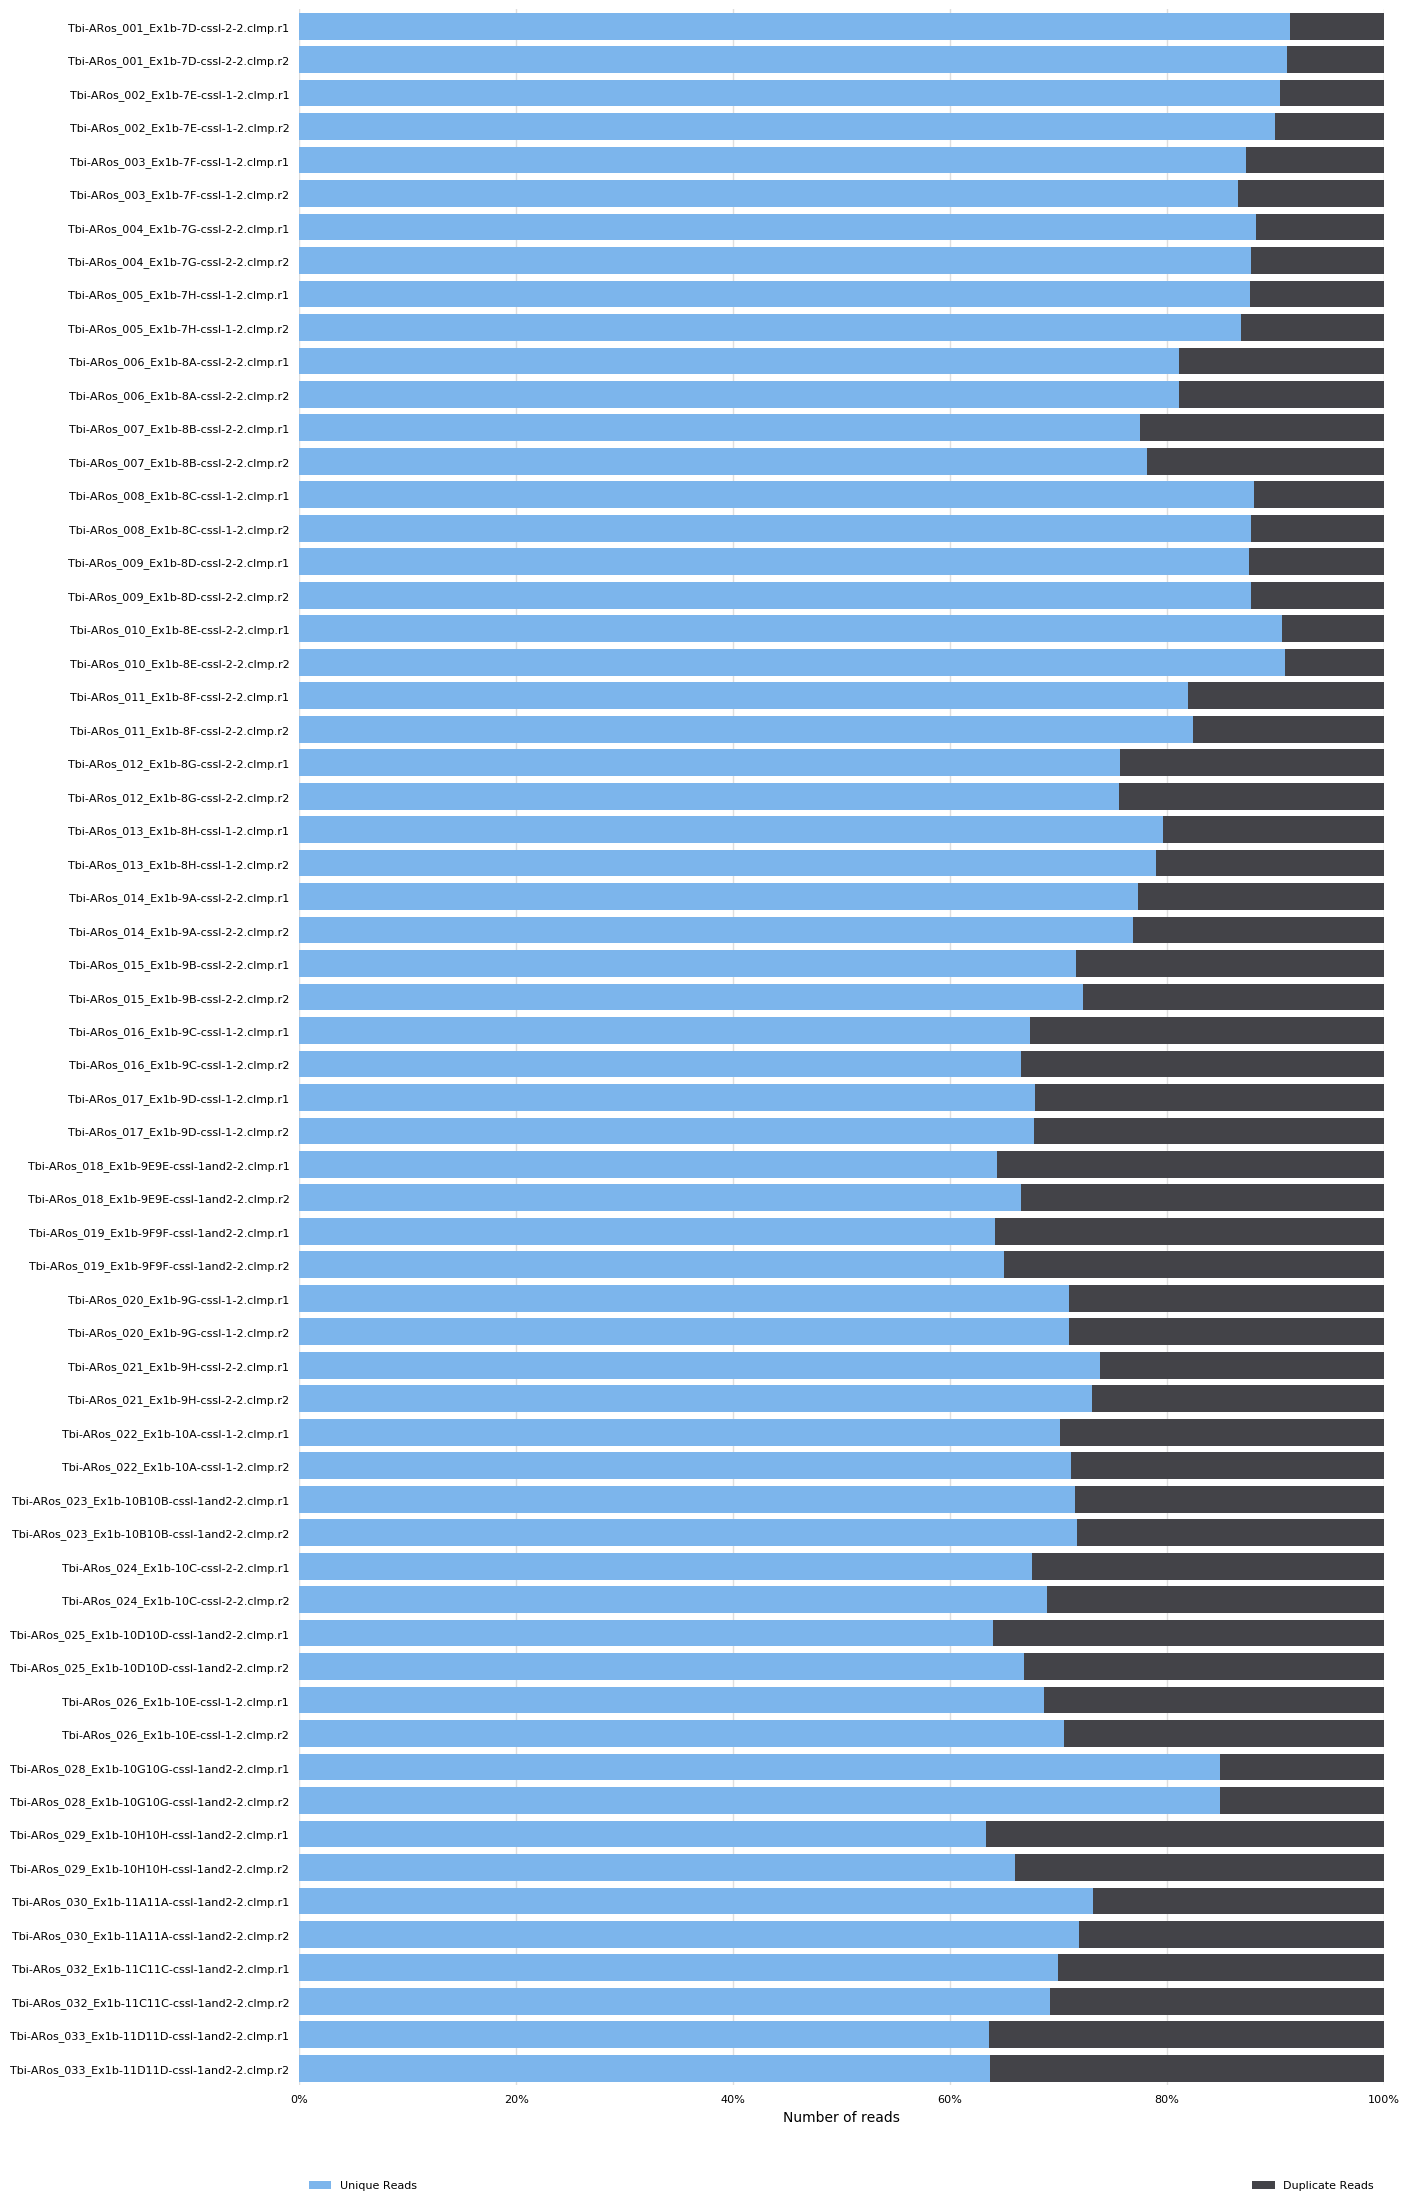 Tbi-ARos_001_Ex1b-7D-cssl-2-2.clmp.r1
Tbi-ARos_001_Ex1b-7D-cssl-2-2.clmp.r2
Tbi-ARos_002_Ex1b-7E-cssl-1-2.clmp.r1
Tbi-ARos_002_Ex1b-7E-cssl-1-2.clmp.r2
Tbi-ARos_003_Ex1b-7F-cssl-1-2.clmp.r1
Tbi-ARos_003_Ex1b-7F-cssl-1-2.clmp.r2
Tbi-ARos_004_Ex1b-7G-cssl-2-2.clmp.r1
Tbi-ARos_004_Ex1b-7G-cssl-2-2.clmp.r2
Tbi-ARos_005_Ex1b-7H-cssl-1-2.clmp.r1
Tbi-ARos_005_Ex1b-7H-cssl-1-2.clmp.r2
Tbi-ARos_006_Ex1b-8A-cssl-2-2.clmp.r1
Tbi-ARos_006_Ex1b-8A-cssl-2-2.clmp.r2
Tbi-ARos_007_Ex1b-8B-cssl-2-2.clmp.r1
Tbi-ARos_007_Ex1b-8B-cssl-2-2.clmp.r2
Tbi-ARos_008_Ex1b-8C-cssl-1-2.clmp.r1
Tbi-ARos_008_Ex1b-8C-cssl-1-2.clmp.r2
Tbi-ARos_009_Ex1b-8D-cssl-2-2.clmp.r1
Tbi-ARos_009_Ex1b-8D-cssl-2-2.clmp.r2
Tbi-ARos_010_Ex1b-8E-cssl-2-2.clmp.r1
Tbi-ARos_010_Ex1b-8E-cssl-2-2.clmp.r2
Tbi-ARos_011_Ex1b-8F-cssl-2-2.clmp.r1
Tbi-ARos_011_Ex1b-8F-cssl-2-2.clmp.r2
Tbi-ARos_012_Ex1b-8G-cssl-2-2.clmp.r1
Tbi-ARos_012_Ex1b-8G-cssl-2-2.clmp.r2
Tbi-ARos_013_Ex1b-8H-cssl-1-2.clmp.r1
Tbi-ARos_013_Ex1b-8H-cssl-1-2.clmp.r2
Tbi-ARos_014_Ex1b-9A-cssl-2-2.clmp.r1
Tbi-ARos_014_Ex1b-9A-cssl-2-2.clmp.r2
Tbi-ARos_015_Ex1b-9B-cssl-2-2.clmp.r1
Tbi-ARos_015_Ex1b-9B-cssl-2-2.clmp.r2
Tbi-ARos_016_Ex1b-9C-cssl-1-2.clmp.r1
Tbi-ARos_016_Ex1b-9C-cssl-1-2.clmp.r2
Tbi-ARos_017_Ex1b-9D-cssl-1-2.clmp.r1
Tbi-ARos_017_Ex1b-9D-cssl-1-2.clmp.r2
Tbi-ARos_018_Ex1b-9E9E-cssl-1and2-2.clmp.r1
Tbi-ARos_018_Ex1b-9E9E-cssl-1and2-2.clmp.r2
Tbi-ARos_019_Ex1b-9F9F-cssl-1and2-2.clmp.r1
Tbi-ARos_019_Ex1b-9F9F-cssl-1and2-2.clmp.r2
Tbi-ARos_020_Ex1b-9G-cssl-1-2.clmp.r1
Tbi-ARos_020_Ex1b-9G-cssl-1-2.clmp.r2
Tbi-ARos_021_Ex1b-9H-cssl-2-2.clmp.r1
Tbi-ARos_021_Ex1b-9H-cssl-2-2.clmp.r2
Tbi-ARos_022_Ex1b-10A-cssl-1-2.clmp.r1
Tbi-ARos_022_Ex1b-10A-cssl-1-2.clmp.r2
Tbi-ARos_023_Ex1b-10B10B-cssl-1and2-2.clmp.r1
Tbi-ARos_023_Ex1b-10B10B-cssl-1and2-2.clmp.r2
Tbi-ARos_024_Ex1b-10C-cssl-2-2.clmp.r1
Tbi-ARos_024_Ex1b-10C-cssl-2-2.clmp.r2
Tbi-ARos_025_Ex1b-10D10D-cssl-1and2-2.clmp.r1
Tbi-ARos_025_Ex1b-10D10D-cssl-1and2-2.clmp.r2
Tbi-ARos_026_Ex1b-10E-cssl-1-2.clmp.r1
Tbi-ARos_026_Ex1b-10E-cssl-1-2.clmp.r2
Tbi-ARos_028_Ex1b-10G10G-cssl-1and2-2.clmp.r1
Tbi-ARos_028_Ex1b-10G10G-cssl-1and2-2.clmp.r2
Tbi-ARos_029_Ex1b-10H10H-cssl-1and2-2.clmp.r1
Tbi-ARos_029_Ex1b-10H10H-cssl-1and2-2.clmp.r2
Tbi-ARos_030_Ex1b-11A11A-cssl-1and2-2.clmp.r1
Tbi-ARos_030_Ex1b-11A11A-cssl-1and2-2.clmp.r2
Tbi-ARos_032_Ex1b-11C11C-cssl-1and2-2.clmp.r1
Tbi-ARos_032_Ex1b-11C11C-cssl-1and2-2.clmp.r2
Tbi-ARos_033_Ex1b-11D11D-cssl-1and2-2.clmp.r1
Tbi-ARos_033_Ex1b-11D11D-cssl-1and2-2.clmp.r2
0% 20% 40% 60% 80% 100%
Number of reads
Unique Reads Duplicate Reads